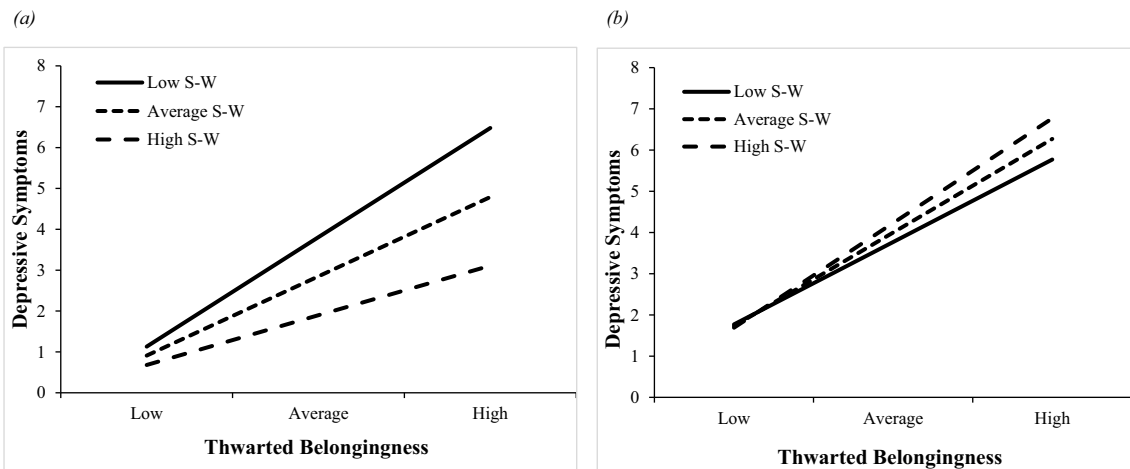 (a)
8
7
6
5
4
3
2
1
0
Depressive Symptoms
Low S-W
Average S-W
High S-W
Low Average High
Thwarted Belongingness
(b)
8
7
6
5
4
3
2
1
0
Depressive Symptoms
Low S-W
Average S-W
High S-W
Low Average High
Thwarted Belongingness